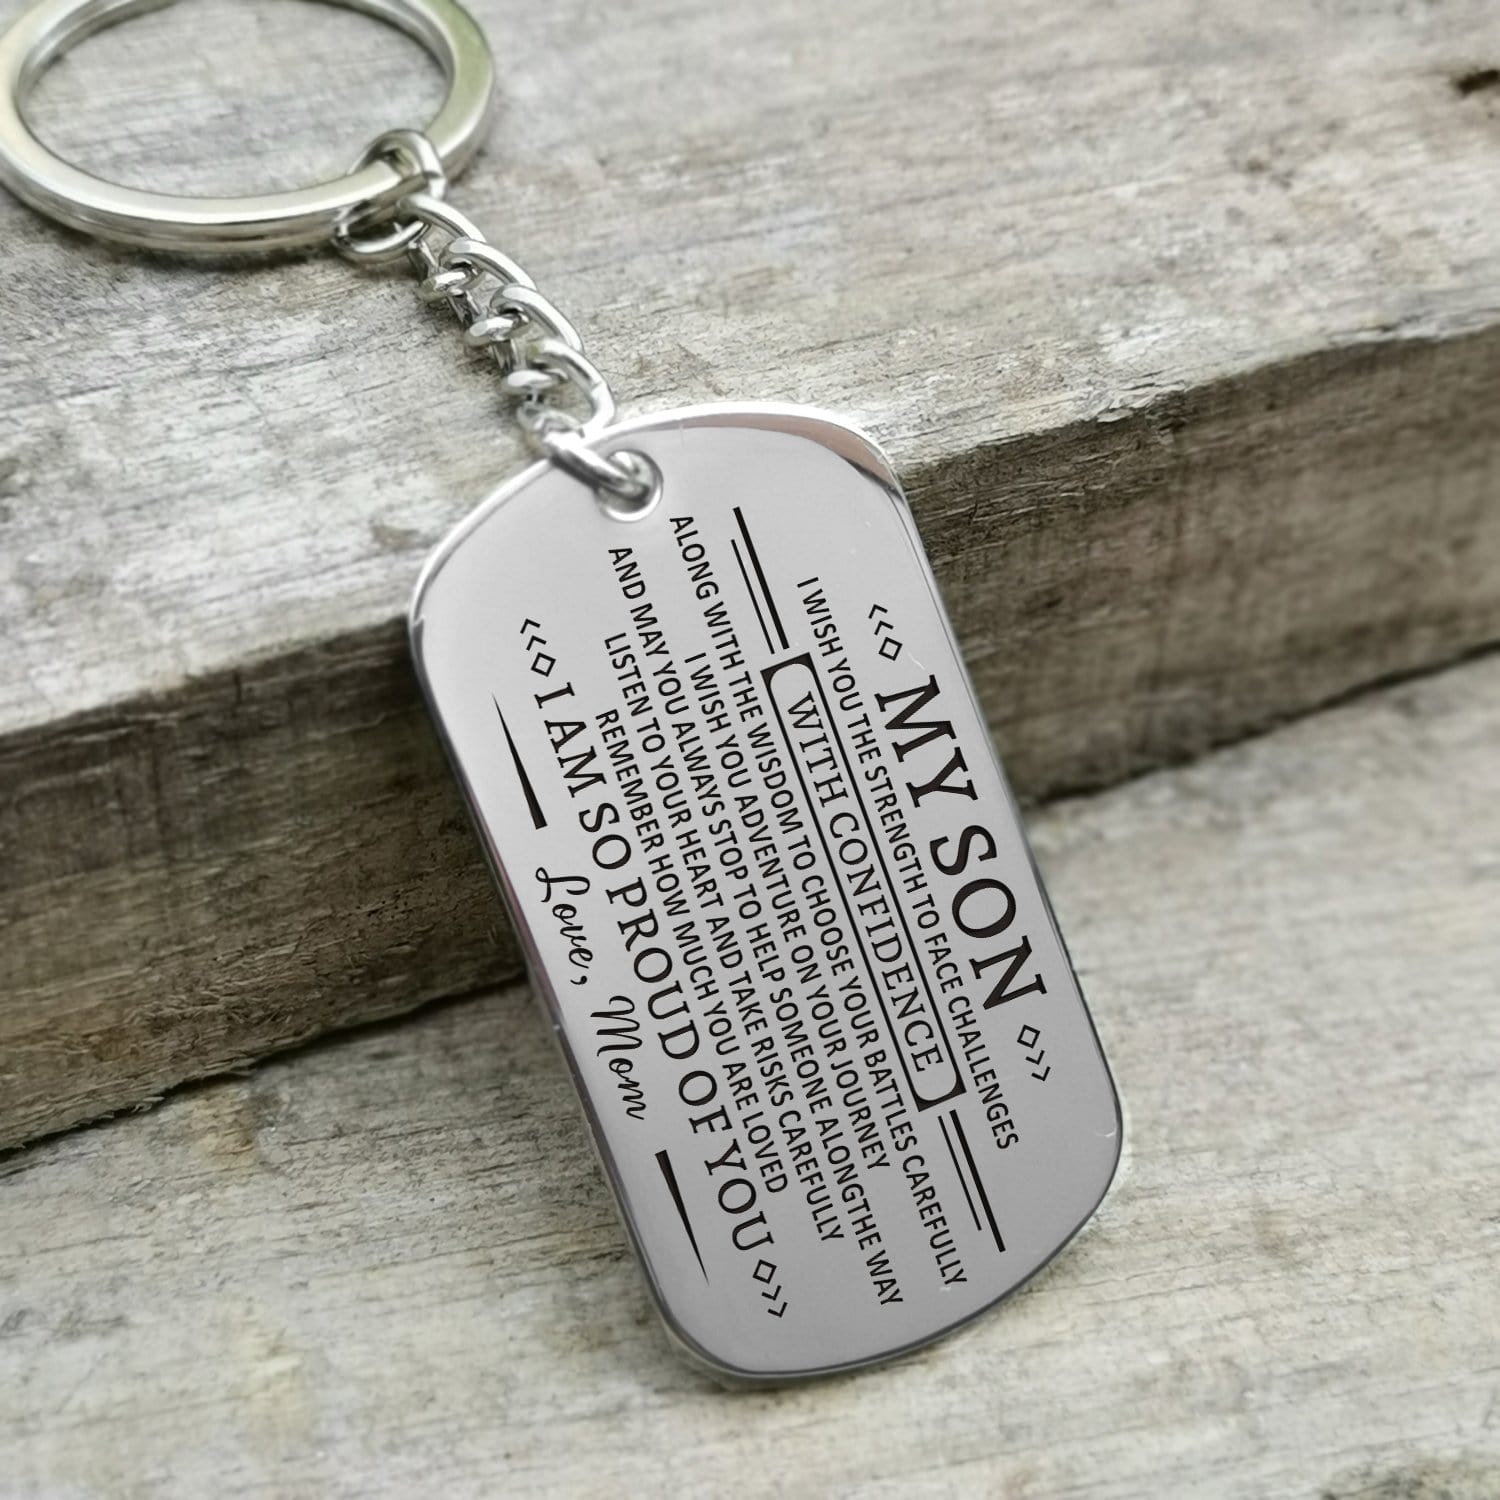 MY SON
I WISH YOU THE STRENGTH TO FACE CHALLENGES
WITH CONFIDENCE
ALONG WITH THE WISDOM TO CHOOSE YOUR BATTLES CAREFULLY
I WISH YOU ADVENTURE ON YOUR JOURNEY
AND MAY YOU ALWAYS STOP TO HELP SOMEONE ALONGTHE WAY
LISTEN TO YOUR HEART AND TAKE RISKS CAREFULLY
REMEMBER HOW MUCH YOU ARE LOVED
I AM SO PROUD OF YOU
Love, Mom